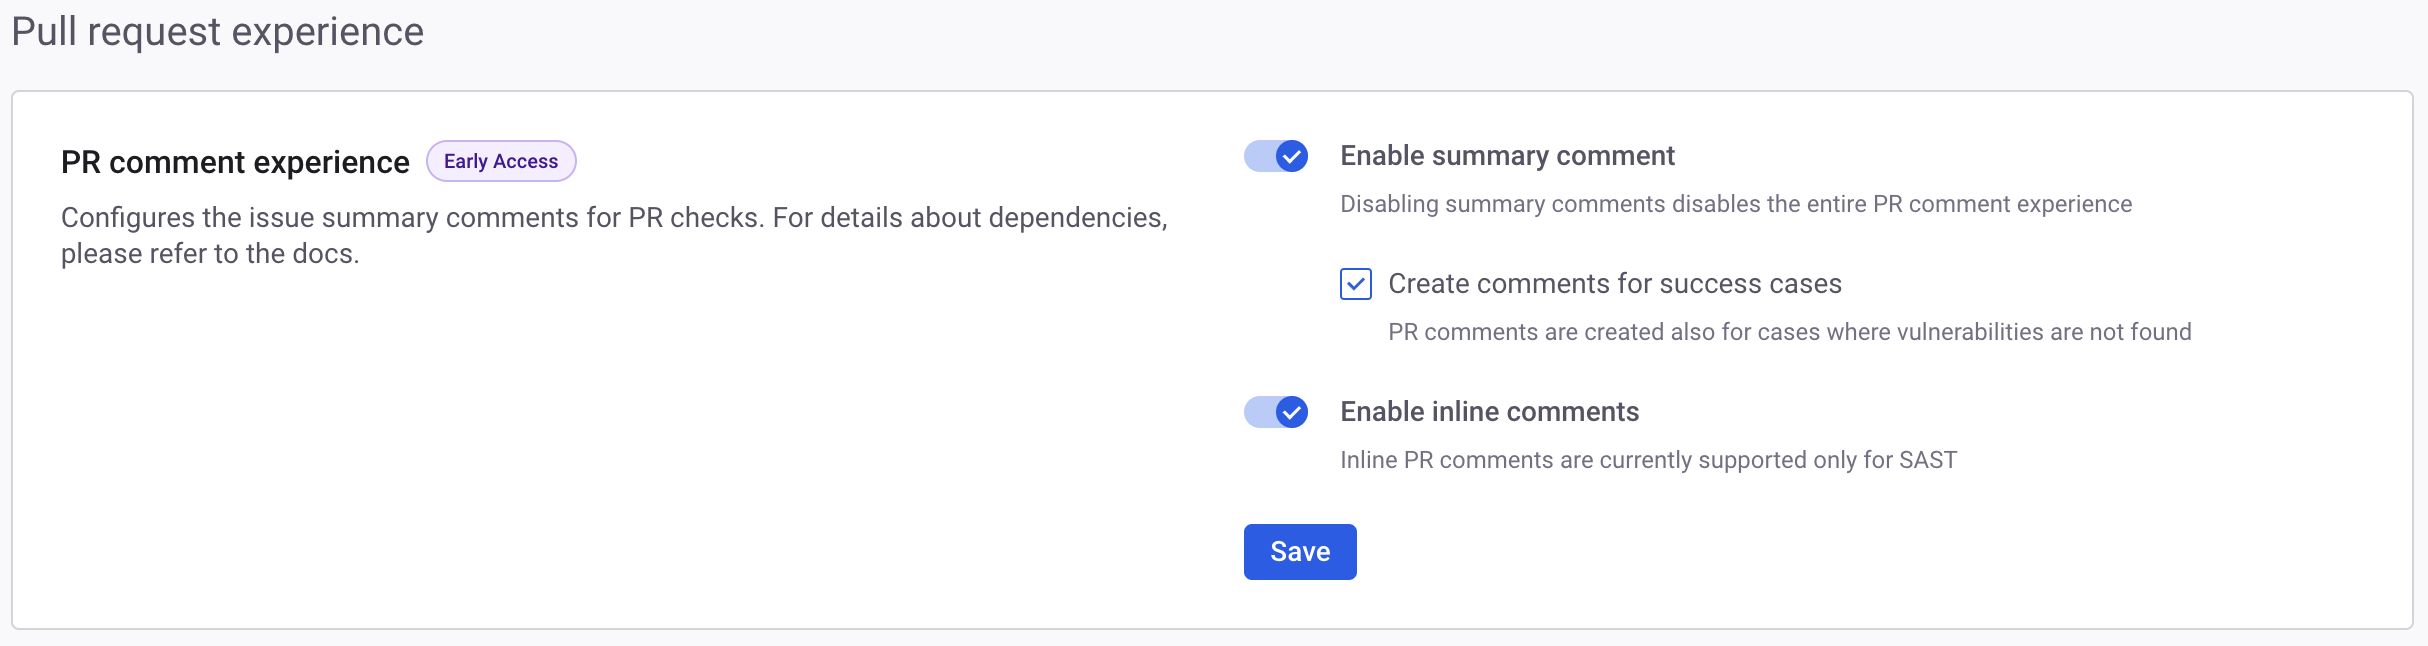 Pull request experience
PR comment experience Early Access
Configures the issue summary comments for PR checks. For details about dependencies,
please refer to the docs.
Enable summary comment
Disabling summary comments disables the entire PR comment experience
Create comments for success cases
PR comments are created also for cases where vulnerabilities are not found
Enable inline comments
Inline PR comments are currently supported only for SAST
Save